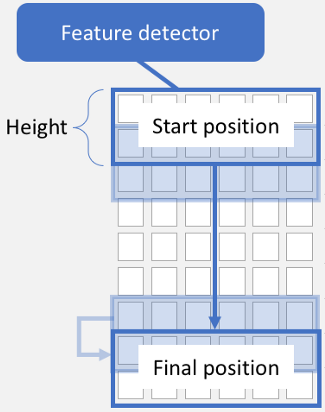 Feature detector
Height
Start position
Final position